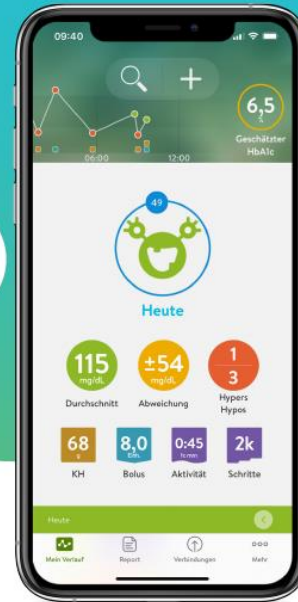 09:40
6,5
%
Geschätzter
HbA1c
06:00 12:00
49
Heute
115
mg/dL
Durchschnitt
±54
mg/dL
Abweichung
1
3
Hypers
Hypos
68
g
KH
8,0
Einh.
Bolus
0:45
h:min
Aktivität
2k
Schritte
Heute
Mein Verlauf Report Verbindungen Mehr